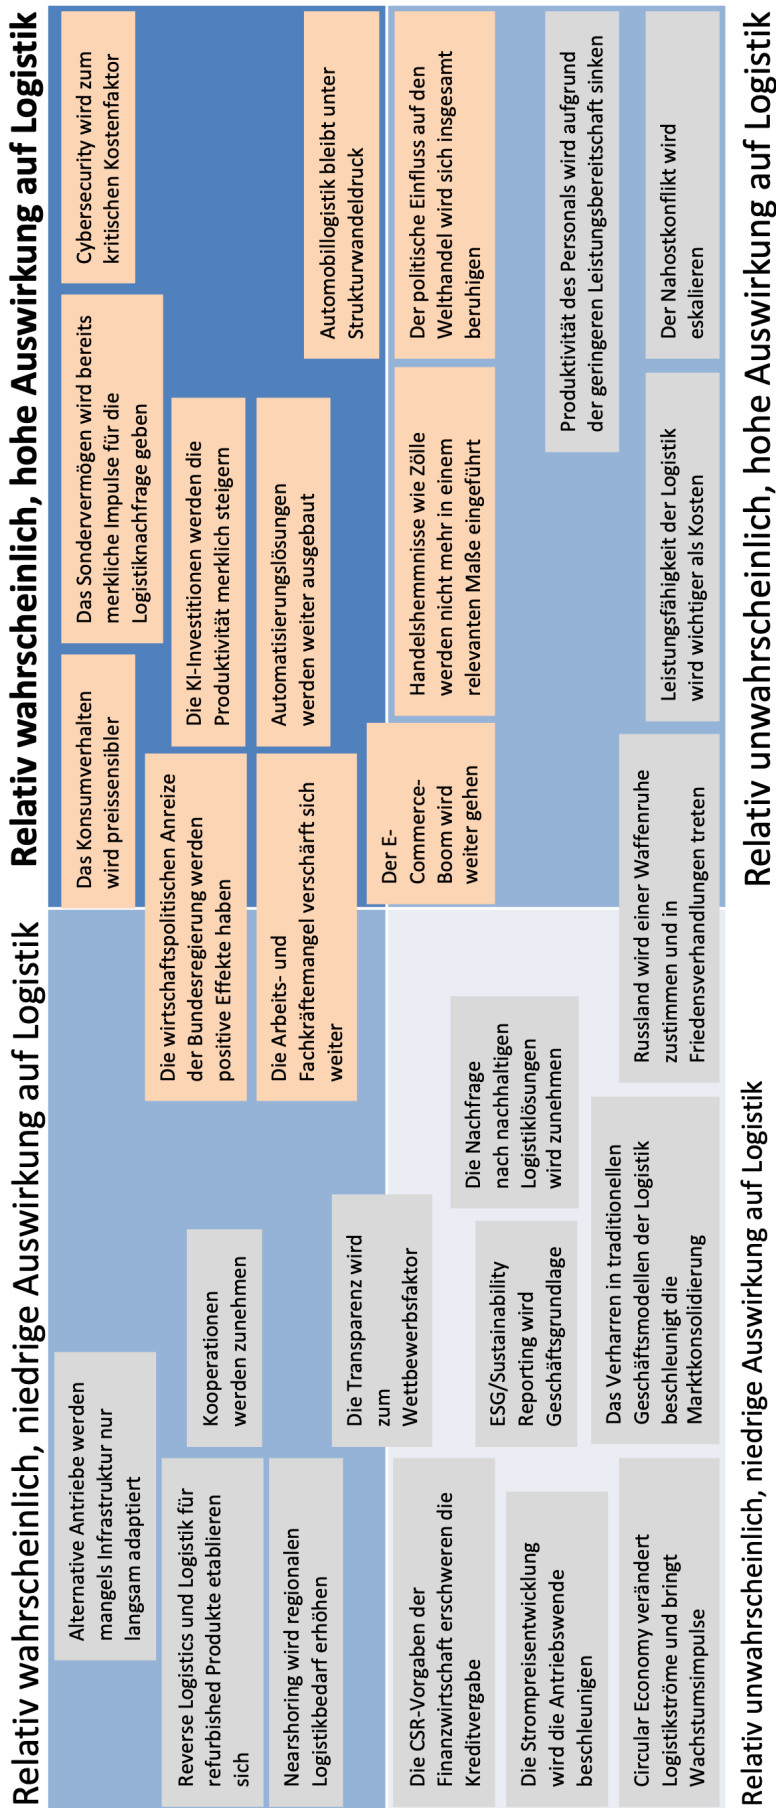 Relativ wahrscheinlich, niedrige Auswirkung auf Logistik
Relativ wahrscheinlich, hohe Auswirkung auf Logistik
Alternative Antriebe werden
mangels Infrastruktur nur
langsam adaptiert
Reverse Logistics und Logistik für
refurbished Produkte etablieren
sich
Kooperationen
werden zunehmen
Nearshoring wird regionalen
Logistikbedarf erhöhen
Die Transparenz wird
zum
Wettbewerbsfaktor
Das Konsumverhalten
wird preissensibler
Das Sondervermögen wird bereits
merkliche Impulse für die
Logistiknachfrage geben
Cybersecurity wird zum
kritischen Kostenfaktor
Die wirtschaftspolitischen Anreize
der Bundesregierung werden
positive Effekte haben
Die KI-Investitionen werden die
Produktivität merklich steigern
Die Arbeits- und
Fachkräftemangel verschärft sich
weiter
Automatisierungslösungen
werden weiter ausgebaut
Automobillogistik bleibt unter
Strukturwandeldruck
Der E-
Commerce-
Boom wird
weiter gehen
Handelshemmnisse wie Zölle
werden nicht mehr in einem
relevanten Maße eingeführt
Der politische Einfluss auf den
Welthandel wird sich insgesamt
beruhigen
Die CSR-Vorgaben der
Finanzwirtschaft erschweren die
Kreditvergabe
ESG/Sustainability
Reporting wird
Geschäftsgrundlage
Die Nachfrage
nach nachhaltigen
Logistiklösungen
wird zunehmen
Die Strompreisentwicklung
wird die Antriebswende
beschleunigen
Produktivität des Personals wird aufgrund
der geringeren Leistungsbereitschaft sinken
Circular Economy verändert
Logistikströme und bringt
Wachstumsimpulse
Das Verharren in traditionellen
Geschäftsmodellen der Logistik
beschleunigt die
Marktkonsolidierung
Russland wird einer Waffenruhe
zustimmen und in
Friedensverhandlungen treten
Leistungsfähigkeit der Logistik
wird wichtiger als Kosten
Der Nahostkonflikt wird
eskalieren
Relativ unwahrscheinlich, niedrige Auswirkung auf Logistik
Relativ unwahrscheinlich, hohe Auswirkung auf Logistik